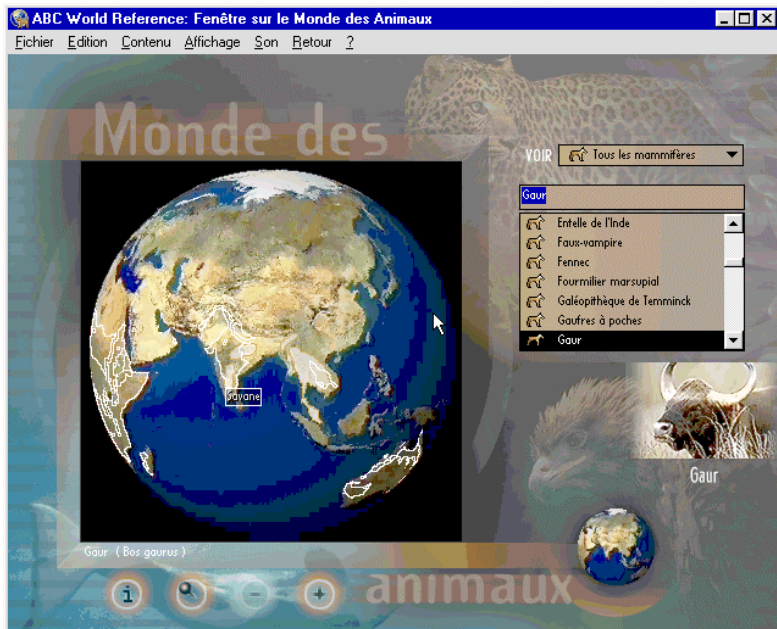 ABC World Reference: Fenêtre sur le Monde des Animaux
Fichier Edition Contenu Affichage Son Retour ?
Monde des
VOIR Tous les mammifères
Gaur
Entelle de l'Inde
Faux-vampire
Fennec
Fourmilier marsupial
Galéopithèque de Temminck
Gaufres à poches
Gaur
Savane
Gaur
Gaur ( Bos gaurus )
animaux